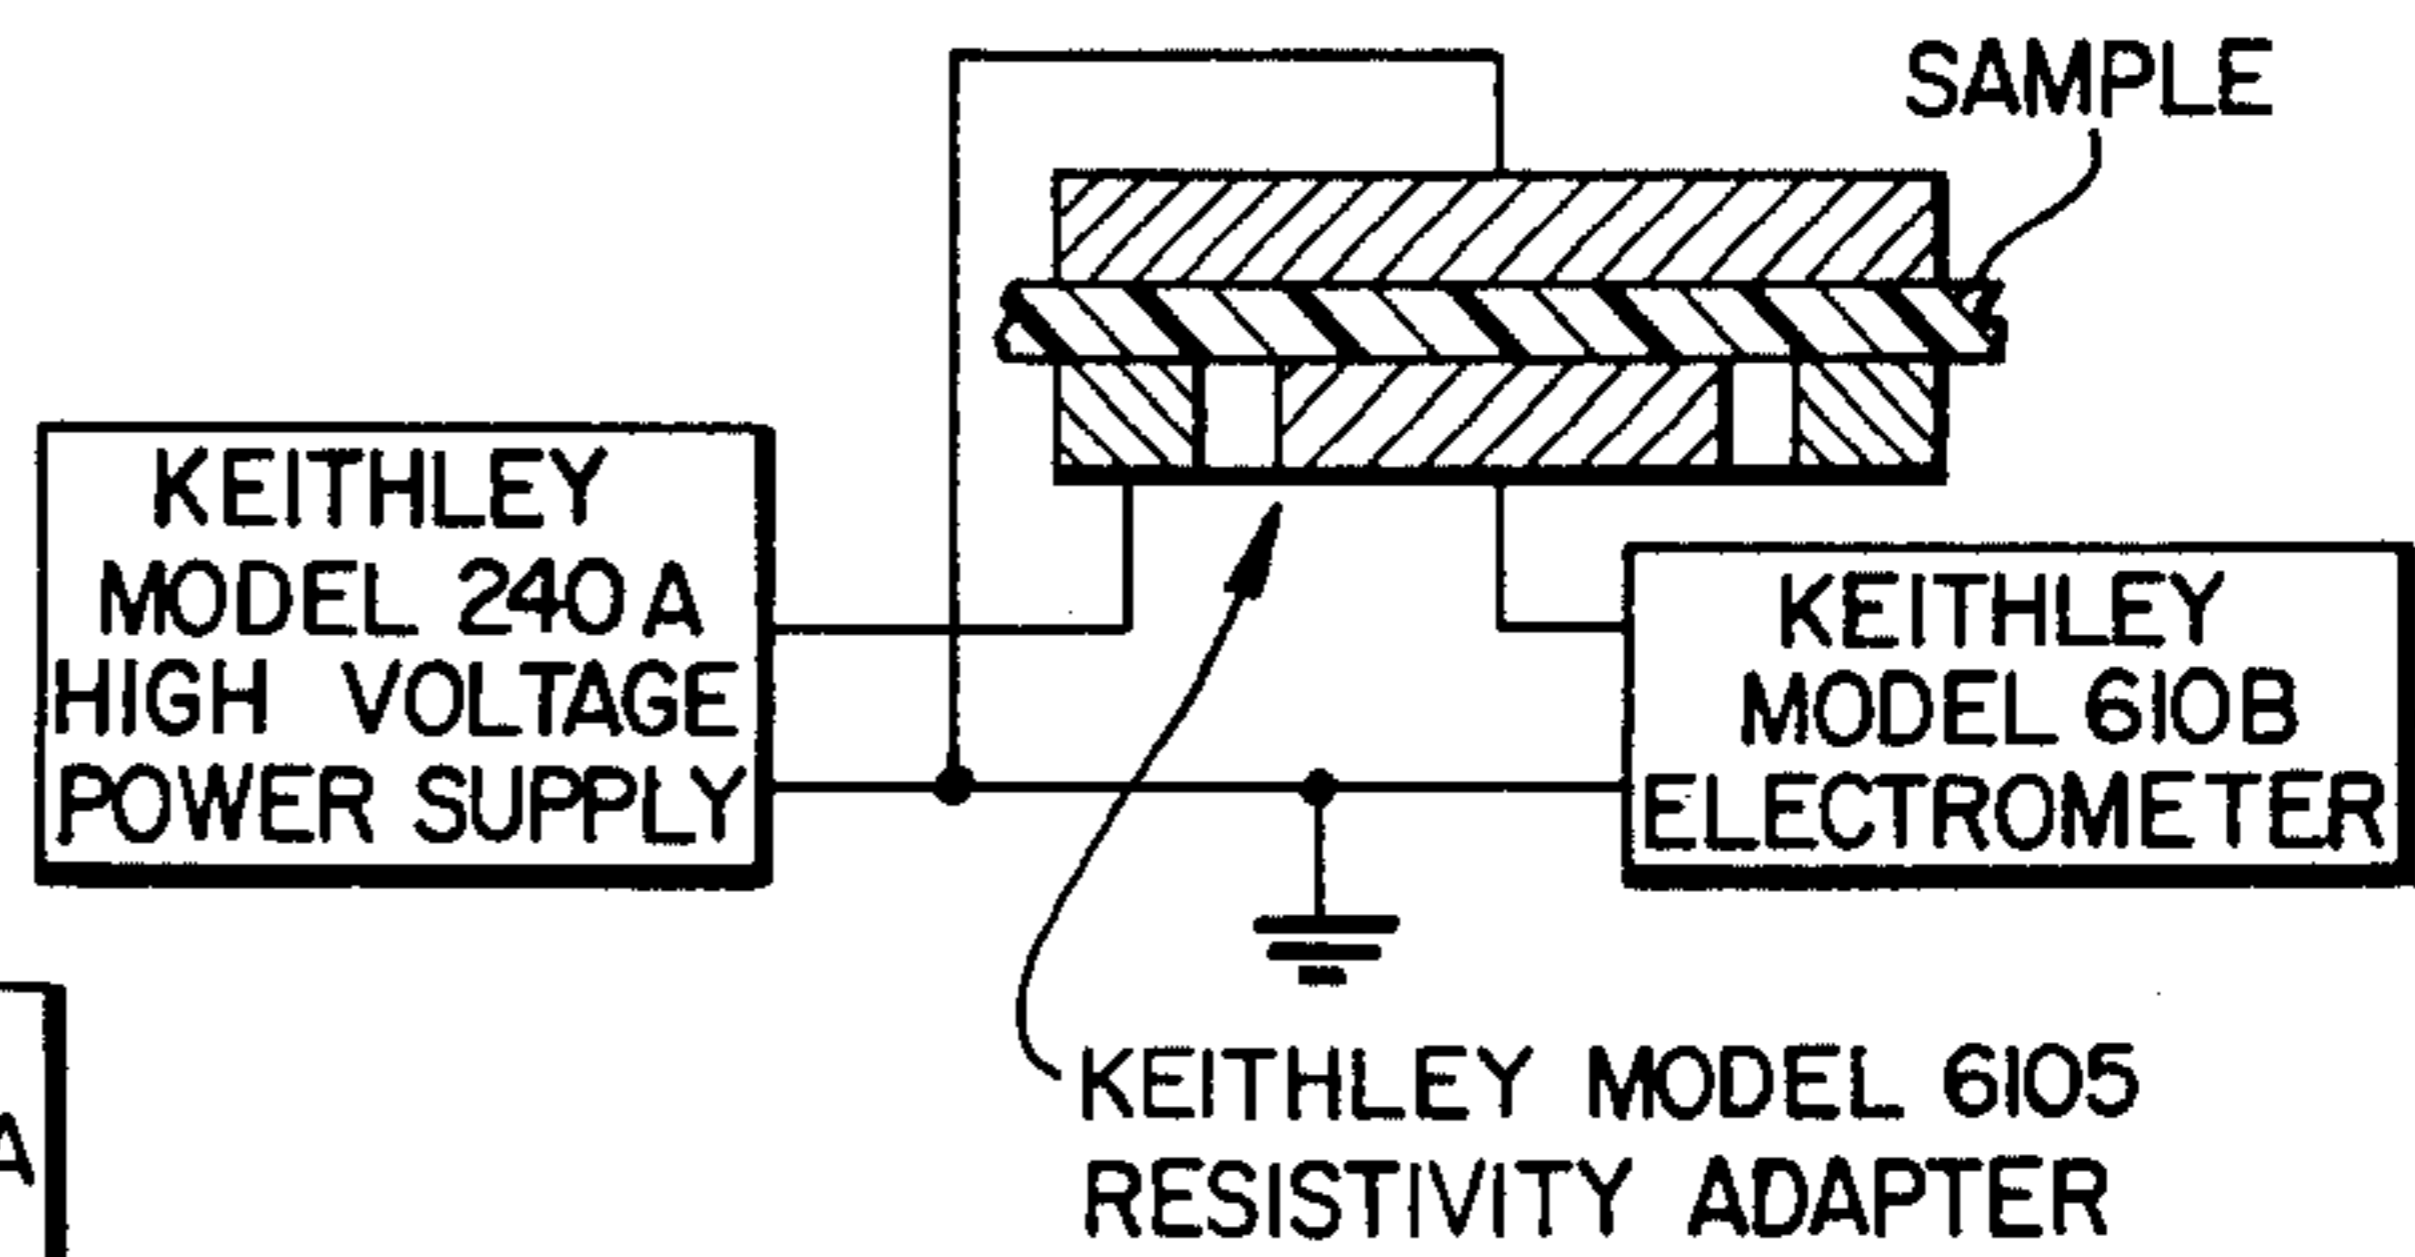 SAMPLE
KEITHLEY
MODEL 240A
HIGH VOLTAGE
POWER SUPPLY
KEITHLEY
MODEL 610B
ELECTROMETER
KEITHLEY MODEL 6105
RESISTIVITY ADAPTER
A